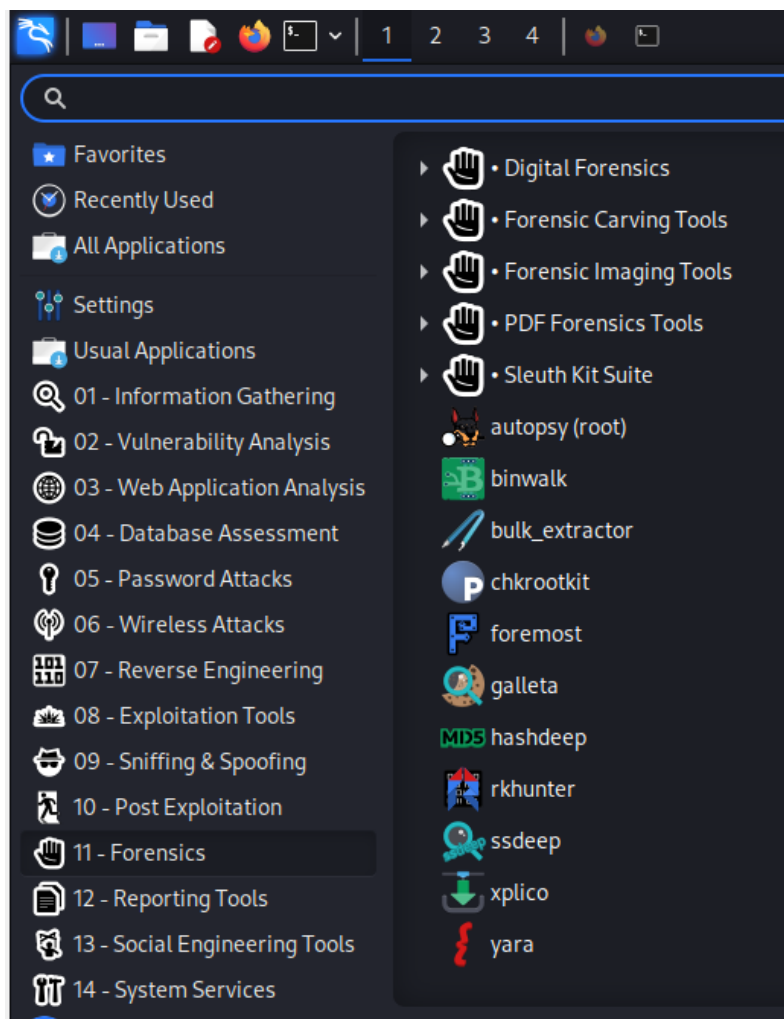 1 2 3 4
Favorites
Recently Used
All Applications
Settings
Usual Applications
01 - Information Gathering
02 - Vulnerability Analysis
03 - Web Application Analysis
04 - Database Assessment
05 - Password Attacks
06 - Wireless Attacks
07 - Reverse Engineering
08 - Exploitation Tools
09 - Sniffing & Spoofing
10 - Post Exploitation
11 - Forensics
12 - Reporting Tools
13 - Social Engineering Tools
14 - System Services
• Digital Forensics
• Forensic Carving Tools
• Forensic Imaging Tools
• PDF Forensics Tools
• Sleuth Kit Suite
autopsy (root)
binwalk
bulk_extractor
chkrootkit
foremost
galleta
MD5 hashdeep
rkhunter
ssdeep
xplico
yara